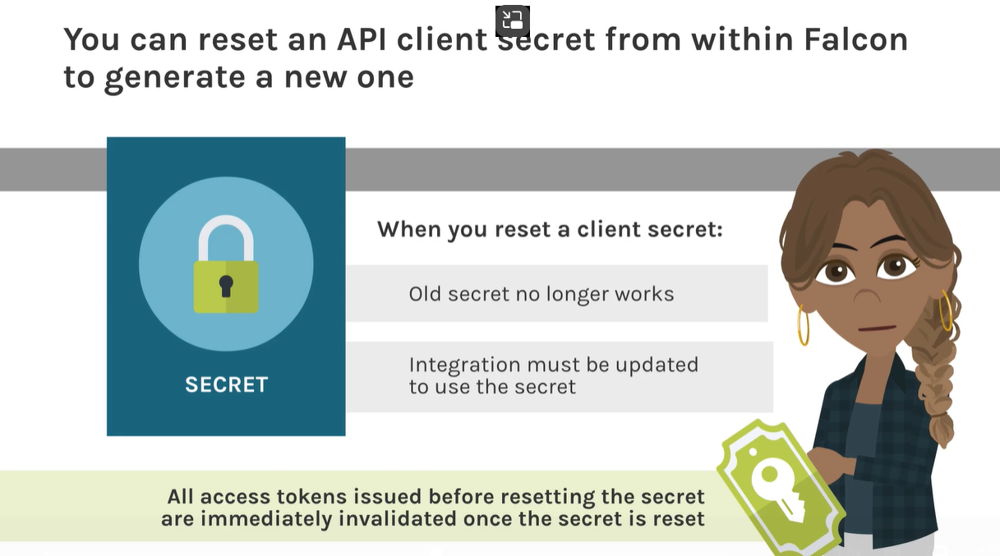 You can reset an API client secret from within Falcon
to generate a new one
When you reset a client secret:
Old secret no longer works
Integration must be updated
to use the secret
SECRET
All access tokens issued before resetting the secret
are immediately invalidated once the secret is reset